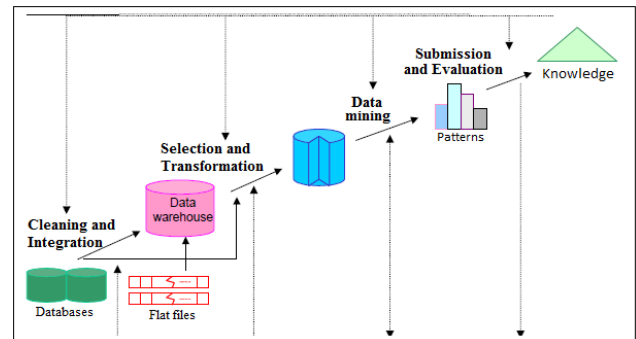 Submission
and Evaluation
Knowledge
Data
mining
Patterns
Selection and
Transformation
Data
warehouse
Cleaning and
Integration
Databases
Flat files